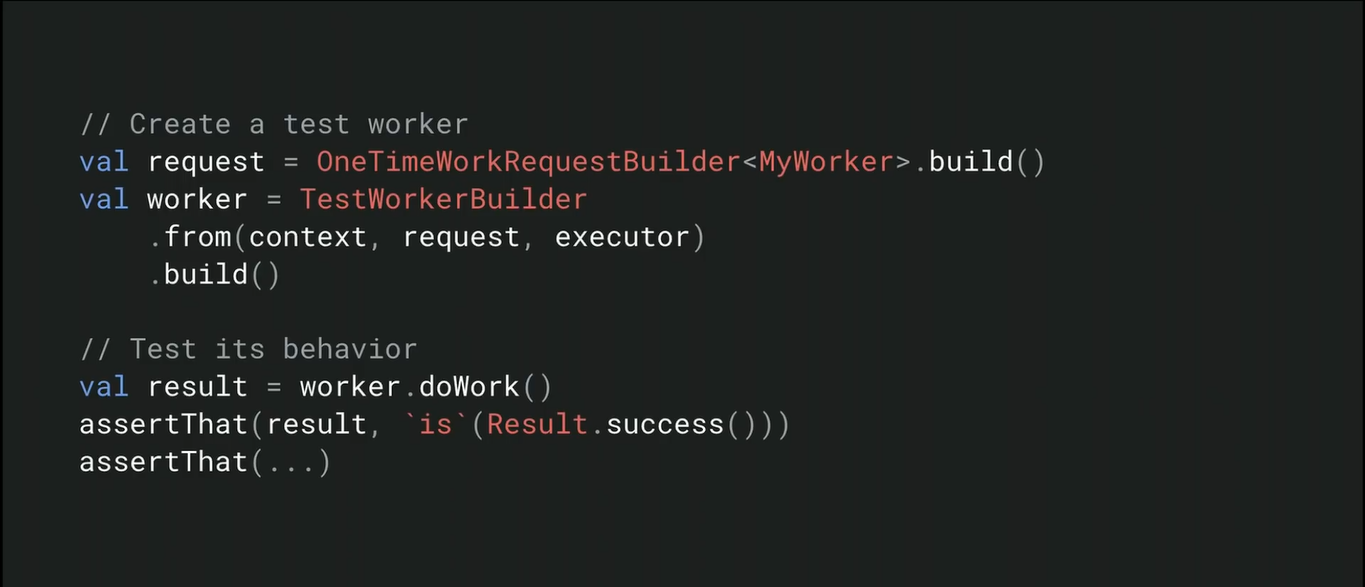 // Create a test worker
val request = OneTimeWorkRequestBuilder<MyWorker>.build()
val worker = TestWorkerBuilder
    .from(context, request, executor)
    .build()

// Test its behavior
val result = worker.doWork()
assertThat(result, `is`(Result.success()))
assertThat(...)